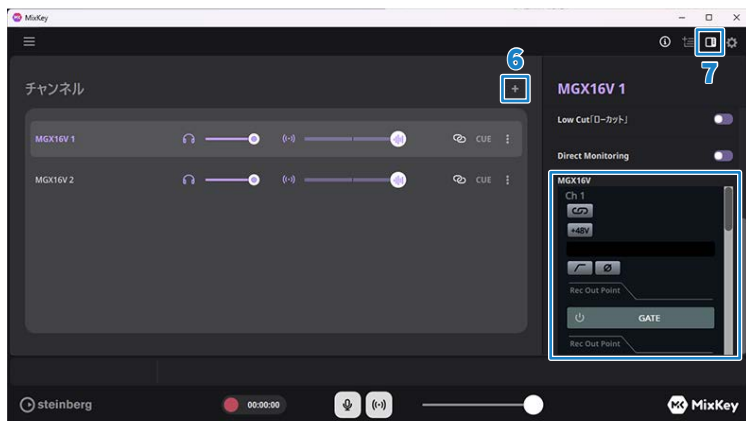 MixKey
6
7
チャンネル
+
MGX16V 1
Low Cut「ローカット」
MGX16V 1
CUE
Direct Monitoring
MGX16V 2
CUE
MGX16V
Ch 1
+48V
Ø
Rec Out Point
GATE
Rec Out Point
steinberg
00:00:00
MK MixKey